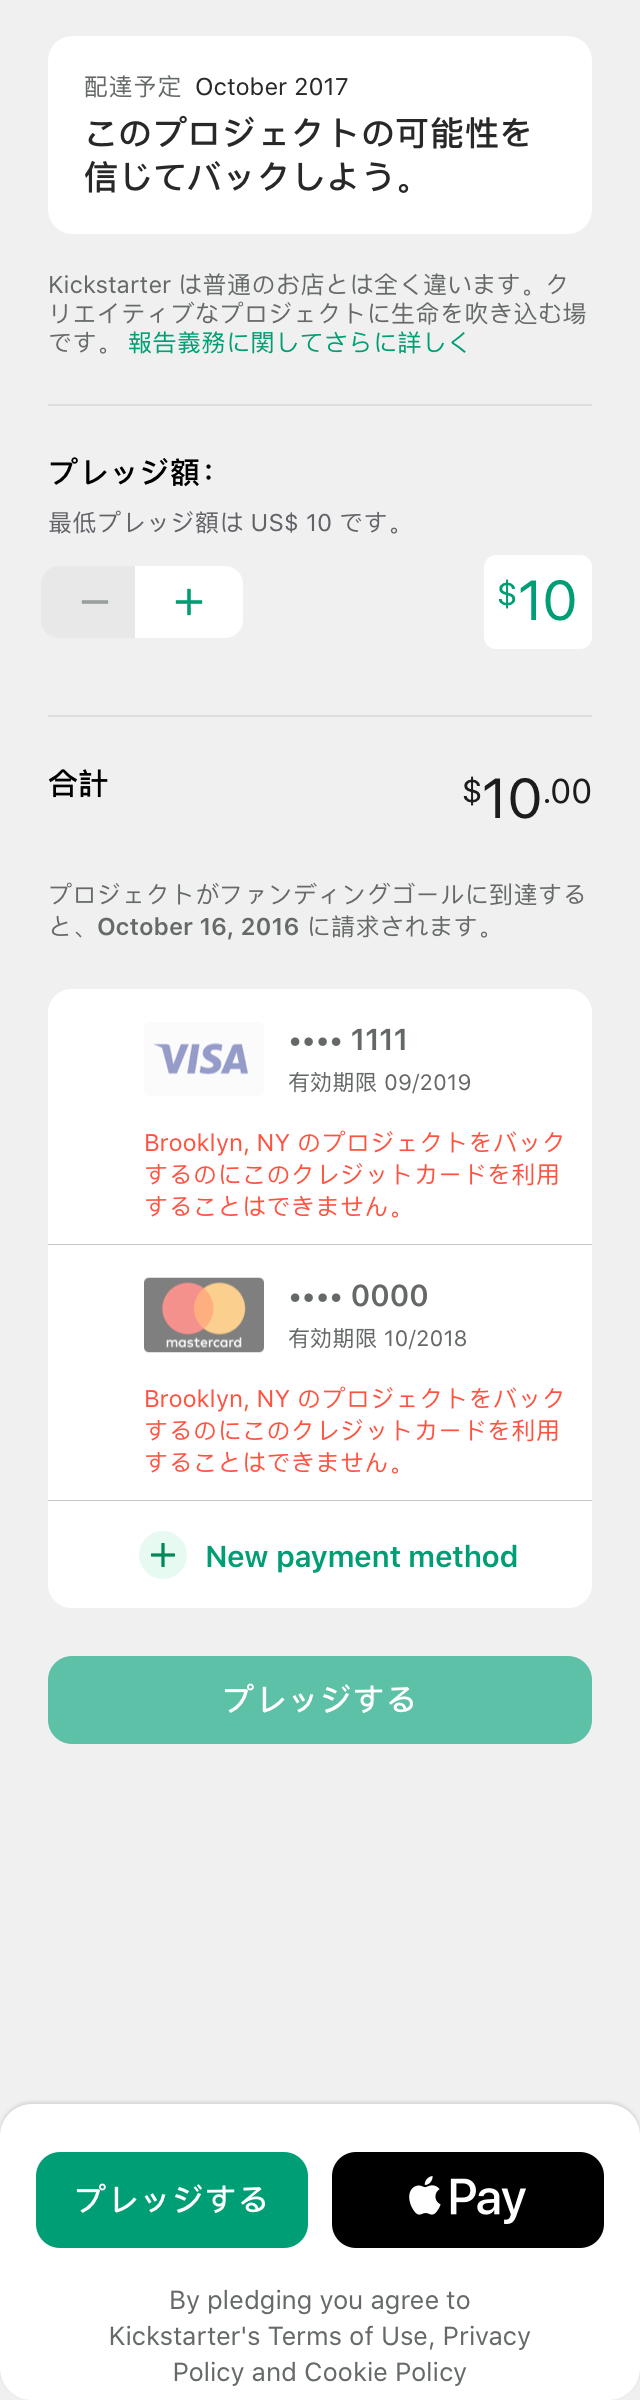 配達予定 October 2017
このプロジェクトの可能性を
信じてバックしよう。
Kickstarter は普通のお店とは全く違います。ク
リエイティブなプロジェクトに生命を吹き込む場
です。 報告義務に関してさらに詳しく
プレッジ額：
最低プレッジ額は US$ 10 です。
− +
$10
合計
$10.00
プロジェクトがファンディングゴールに到達する
と、October 16, 2016 に請求されます。
VISA
•••• 1111
有効期限 09/2019
Brooklyn, NY のプロジェクトをバック
するのにこのクレジットカードを利用
することはできません。
mastercard
•••• 0000
有効期限 10/2018
Brooklyn, NY のプロジェクトをバック
するのにこのクレジットカードを利用
することはできません。
+ New payment method
プレッジする
プレッジする
Pay
By pledging you agree to
Kickstarter's Terms of Use, Privacy
Policy and Cookie Policy